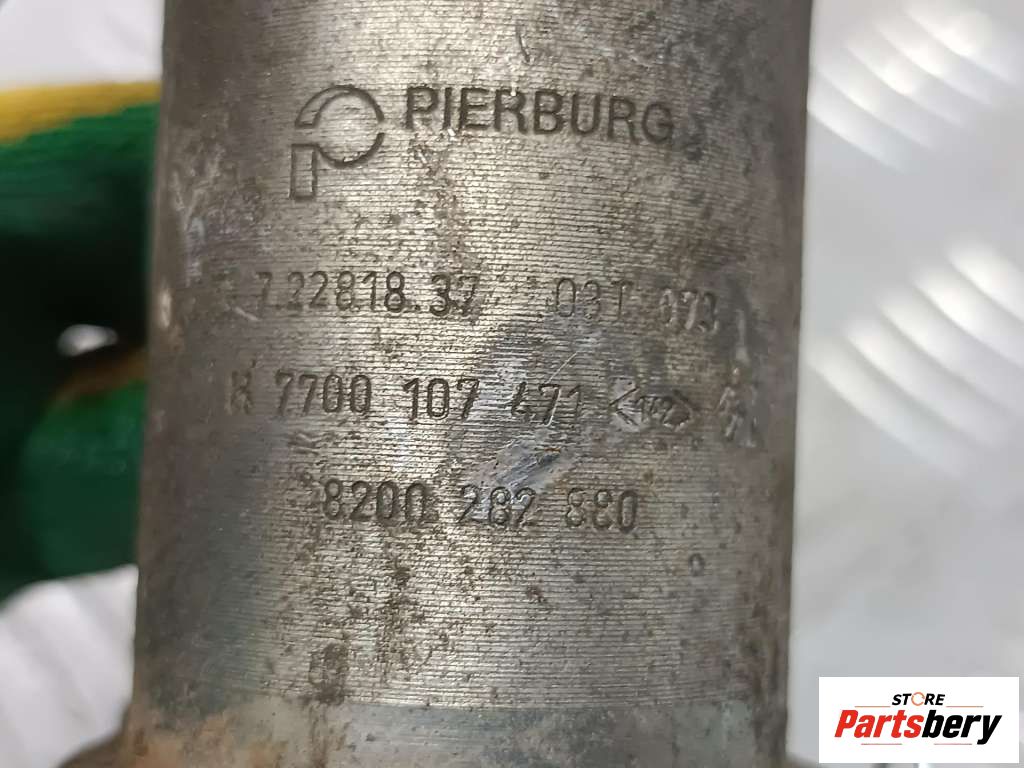 PIERBURG
7.22818.37 03T 073
H 7700 107 471
8200 282 880
STORE
Partsbery